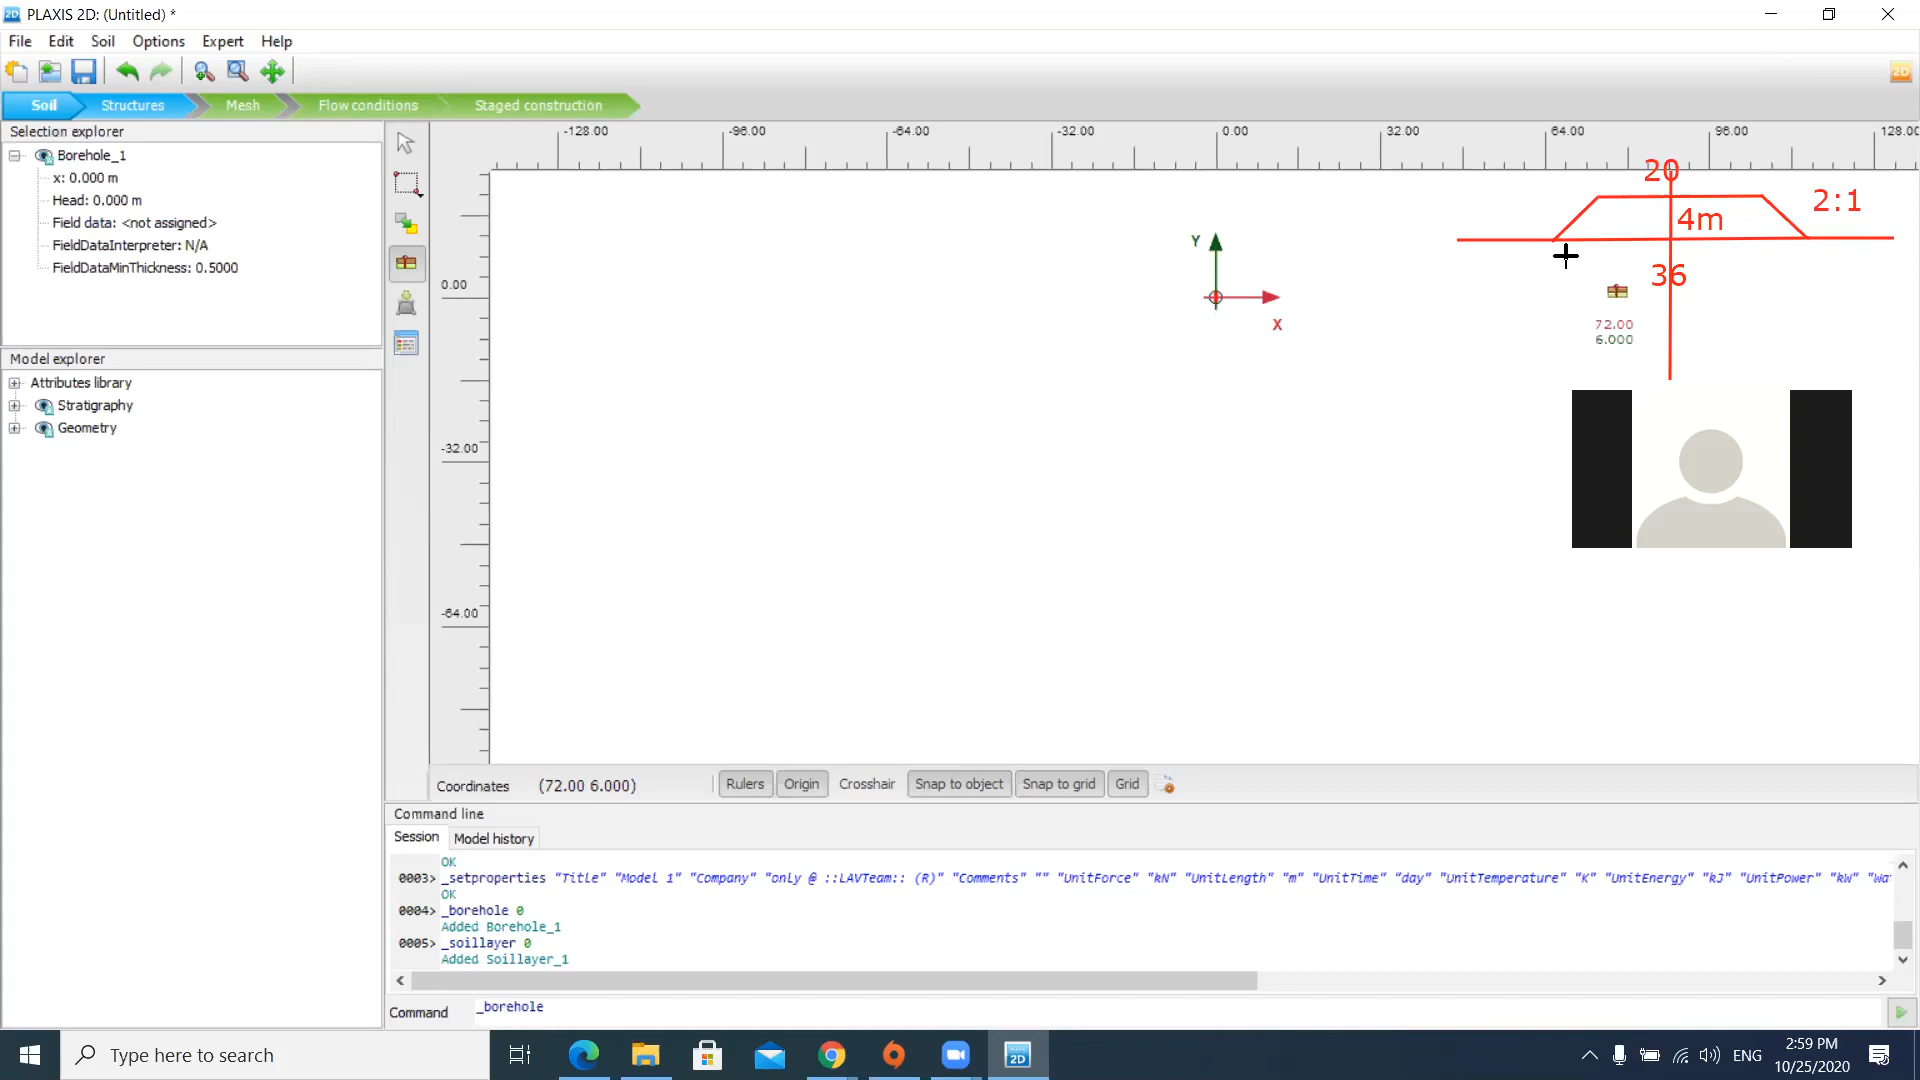 PLAXIS 2D: (Untitled) *
File Edit Soil Options Expert Help
2D
Soil Structures Mesh Flow conditions Staged construction
Selection explorer
Borehole_1
x: 0.000 m
Head: 0.000 m
Field data: <not assigned>
FieldDataInterpreter: N/A
FieldDataMinThickness: 0.5000
Model explorer
Attributes library
Stratigraphy
Geometry
-128.00 -96.00 -64.00 -32.00 0.00 32.00 64.00 96.00 128.00
0.00
-32.00
-64.00
Y
X
20
2:1
4m
36
72.00
6.000
Coordinates (72.00 6.000) Rulers Origin Crosshair Snap to object Snap to grid Grid
Command line
Session Model history
OK
0003> _setproperties "Title" "Model 1" "Company" "only @ ::LAVTeam:: (R)" "Comments" "" "UnitForce" "kN" "UnitLength" "m" "UnitTime" "day" "UnitTemperature" "K" "UnitEnergy" "kJ" "UnitPower" "kW" "Wa
OK
0004> _borehole 0
Added Borehole_1
0005> _soillayer 0
Added Soillayer_1
Command _borehole
Type here to search
2D
ENG
2:59 PM
10/25/2020